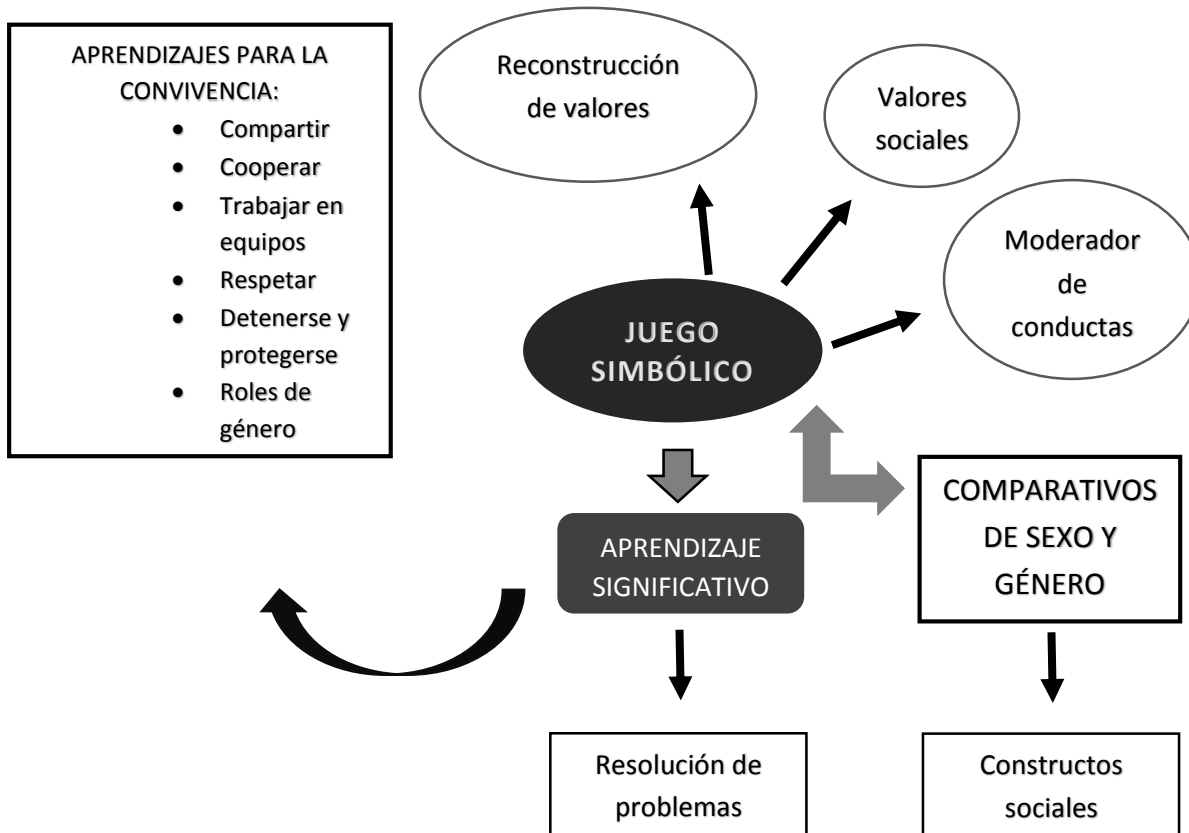 APRENDIZAJES PARA LA
CONVIVENCIA:
• Compartir
• Cooperar
• Trabajar en
equipos
• Respetar
• Detenerse y
protegerse
• Roles de
género
Reconstrucción
de valores
Valores
sociales
Moderador
de
conductas
JUEGO
SIMBÓLICO
APRENDIZAJE
SIGNIFICATIVO
COMPARATIVOS
DE SEXO Y
GÉNERO
Resolución de
problemas
Constructos
sociales